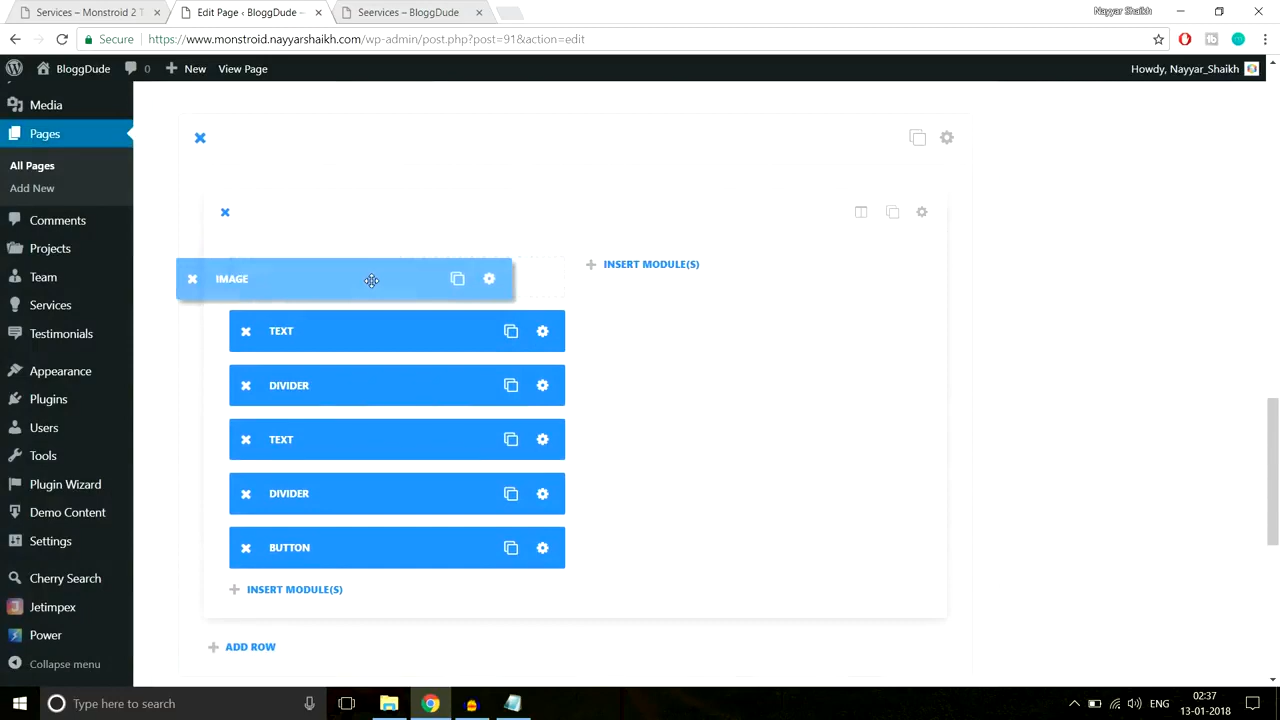 Services – Monstroid 2 T
Edit Page ‹ BloggDude —
Seervices – BloggDude
Nayyar Shaikh
Secure
https://www.monstroid.nayyarshaikh.com/wp-admin/post.php?post=91&action=edit
BloggDude
0
New
View Page
Howdy, Nayyar_Shaikh
Media
Pages
All Pages
Add New
Comments
Projects
Team
Services
Testimonials
Appearance
Plugins
Users
Tools
Plugin Wizard
Demo Content
Settings
Cherry Search
Jetimpex
Power
Collapse menu
IMAGE
INSERT MODULE(S)
TEXT
DIVIDER
TEXT
DIVIDER
BUTTON
INSERT MODULE(S)
ADD ROW
Type here to search
ENG
02:37
13-01-2018